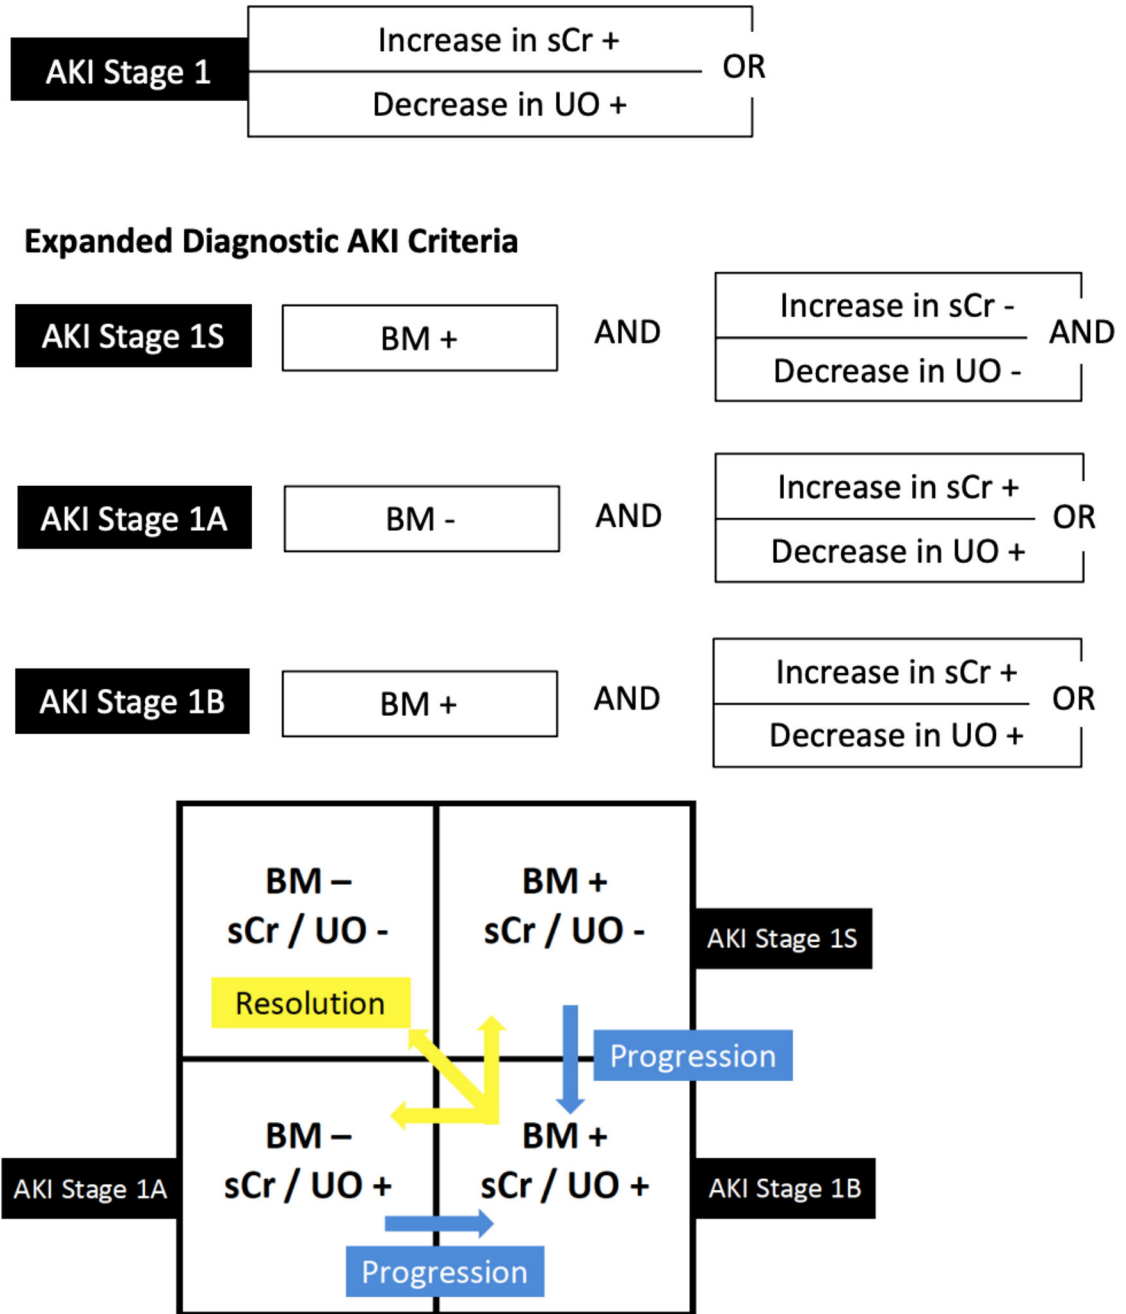 AKI Stage 1
Increase in sCr +
OR
Decrease in UO +
Expanded Diagnostic AKI Criteria
AKI Stage 1S
BM +
AND
Increase in sCr -
AND
Decrease in UO -
AKI Stage 1A
BM -
AND
Increase in sCr +
OR
Decrease in UO +
AKI Stage 1B
BM +
AND
Increase in sCr +
OR
Decrease in UO +
BM –
sCr / UO -
Resolution
BM +
sCr / UO -
AKI Stage 1S
Progression
AKI Stage 1A
BM –
sCr / UO +
BM +
sCr / UO +
AKI Stage 1B
Progression